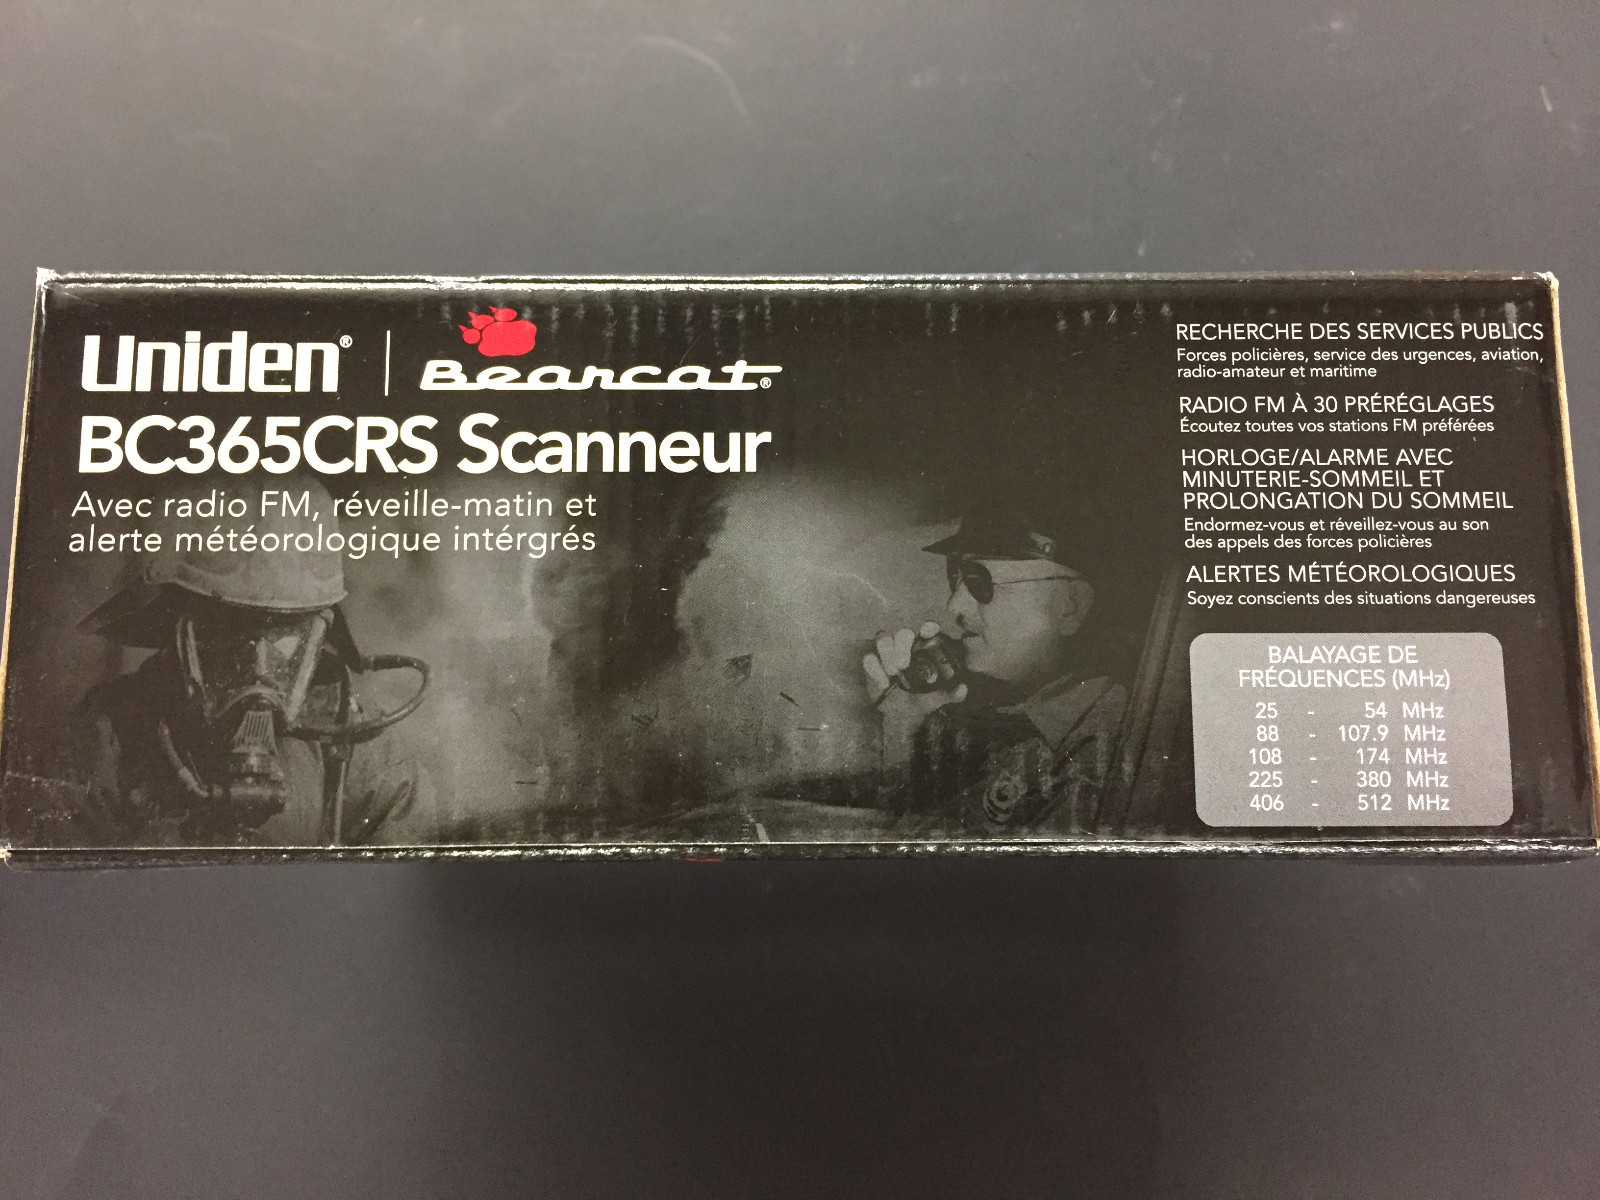 Uniden® | Bearcat®
BC365CRS Scanneur
Avec radio FM, réveille-matin et
alerte météorologique intérgrés
RECHERCHE DES SERVICES PUBLICS
Forces policières, service des urgences, aviation,
radio-amateur et maritime
RADIO FM À 30 PRÉRÉGLAGES
Écoutez toutes vos stations FM préférées
HORLOGE/ALARME AVEC
MINUTERIE-SOMMEIL ET
PROLONGATION DU SOMMEIL
Endormez-vous et réveillez-vous au son
des appels des forces policières
ALERTES MÉTÉOROLOGIQUES
Soyez conscients des situations dangereuses
BALAYAGE DE
FRÉQUENCES (MHz)
25 - 54 MHz
88 - 107.9 MHz
108 - 174 MHz
225 - 380 MHz
406 - 512 MHz